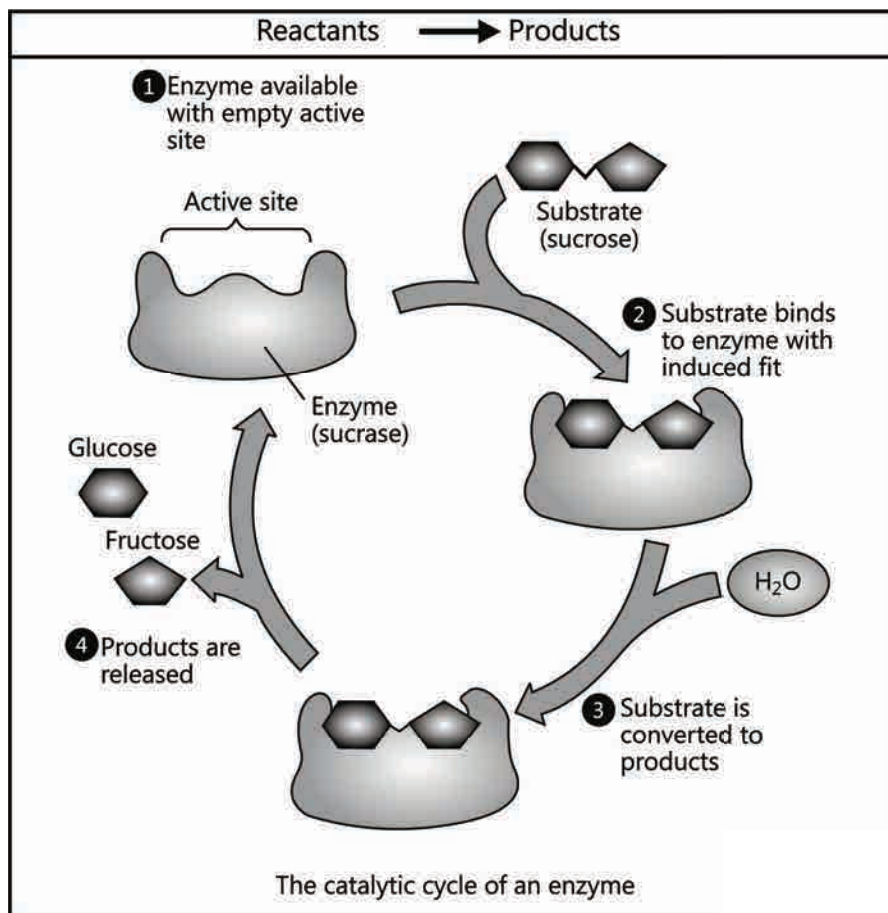 Reactants → Products
1 Enzyme available
with empty active
site
Active site
Substrate
(sucrose)
2 Substrate binds
to enzyme with
induced fit
Enzyme
(sucrase)
Glucose
Fructose
H₂O
4 Products are
released
3 Substrate is
converted to
products
The catalytic cycle of an enzyme